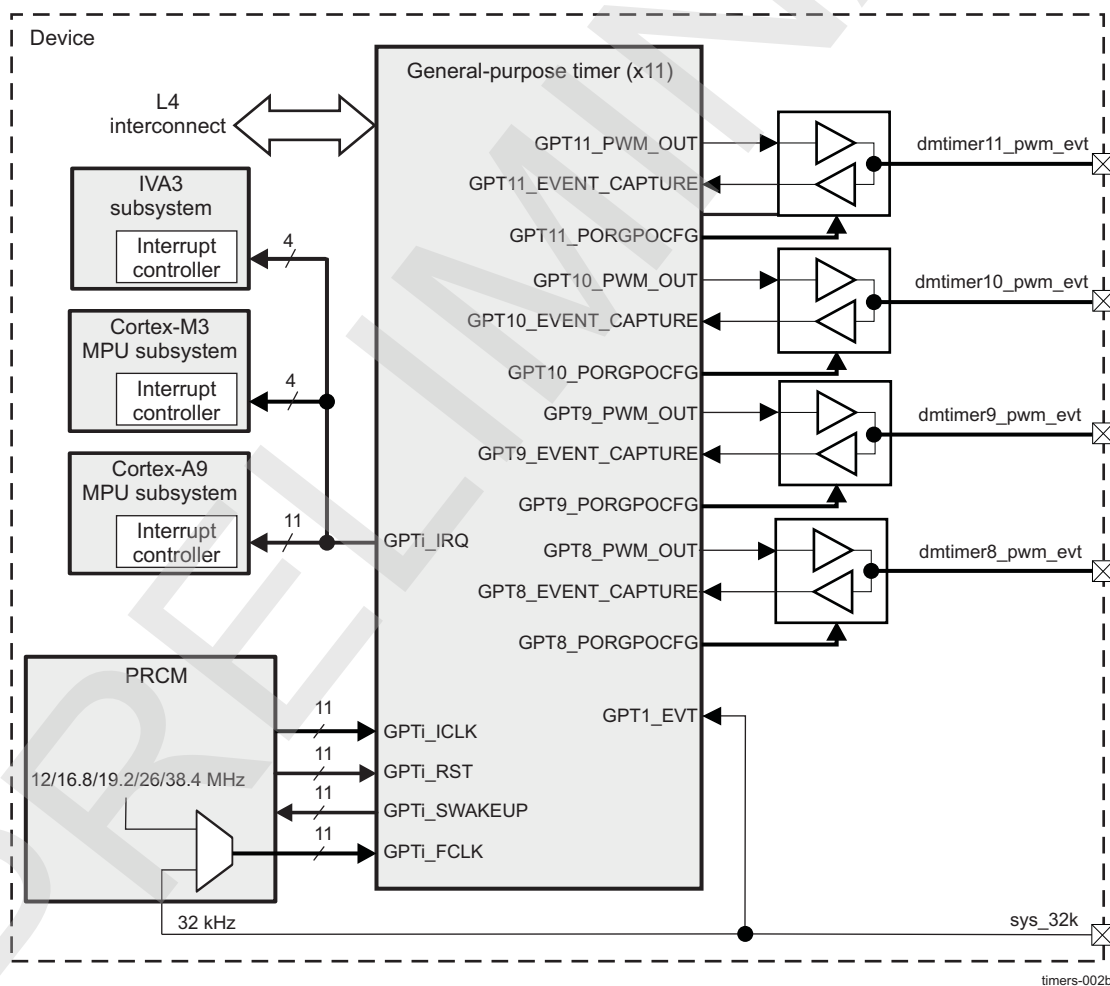 Device
General-purpose timer (x11)
L4
interconnect
IVA3
subsystem
Interrupt
controller
4
Cortex-M3
MPU subsystem
Interrupt
controller
4
Cortex-A9
MPU subsystem
Interrupt
controller
11
GPTi_IRQ
GPT11_PWM_OUT
GPT11_EVENT_CAPTURE
GPT11_PORGPOCFG
dmtimer11_pwm_evt
GPT10_PWM_OUT
GPT10_EVENT_CAPTURE
GPT10_PORGPOCFG
dmtimer10_pwm_evt
GPT9_PWM_OUT
GPT9_EVENT_CAPTURE
GPT9_PORGPOCFG
dmtimer9_pwm_evt
GPT8_PWM_OUT
GPT8_EVENT_CAPTURE
GPT8_PORGPOCFG
dmtimer8_pwm_evt
GPT1_EVT
PRCM
12/16.8/19.2/26/38.4 MHz
11
GPTi_ICLK
11
GPTi_RST
11
GPTi_SWAKEUP
11
GPTi_FCLK
32 kHz
sys_32k
timers-002b
PRELIMIN